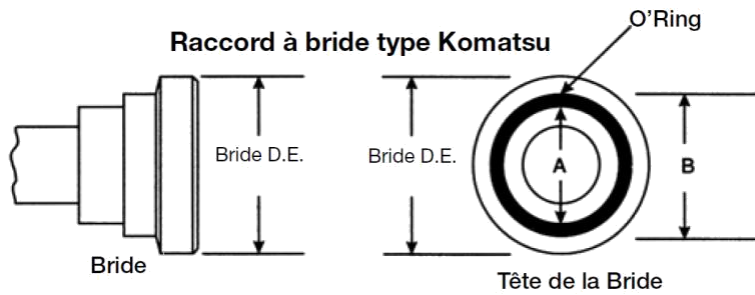 Raccord à bride type Komatsu
O'Ring
Bride D.E.
Bride D.E.
A
B
Bride
Tête de la Bride